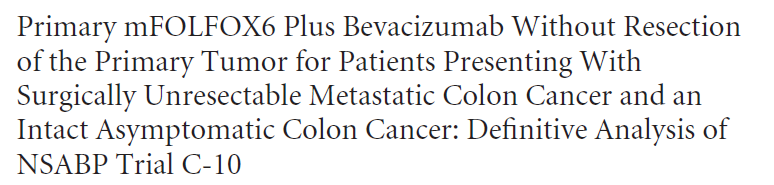 Primary mFOLFOX6 Plus Bevacizumab Without Resection
of the Primary Tumor for Patients Presenting With
Surgically Unresectable Metastatic Colon Cancer and an
Intact Asymptomatic Colon Cancer: Definitive Analysis of
NSABP Trial C-10